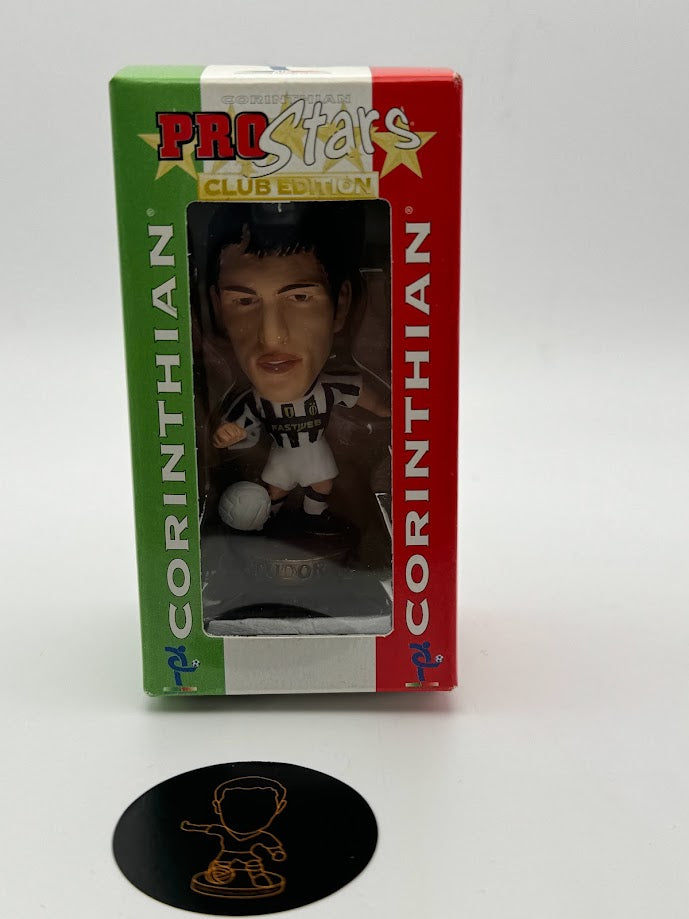 CORINTHIAN
PRO Stars
CLUB EDITION
CORINTHIAN®
CORINTHIAN®
FASTWEB
TUDOR